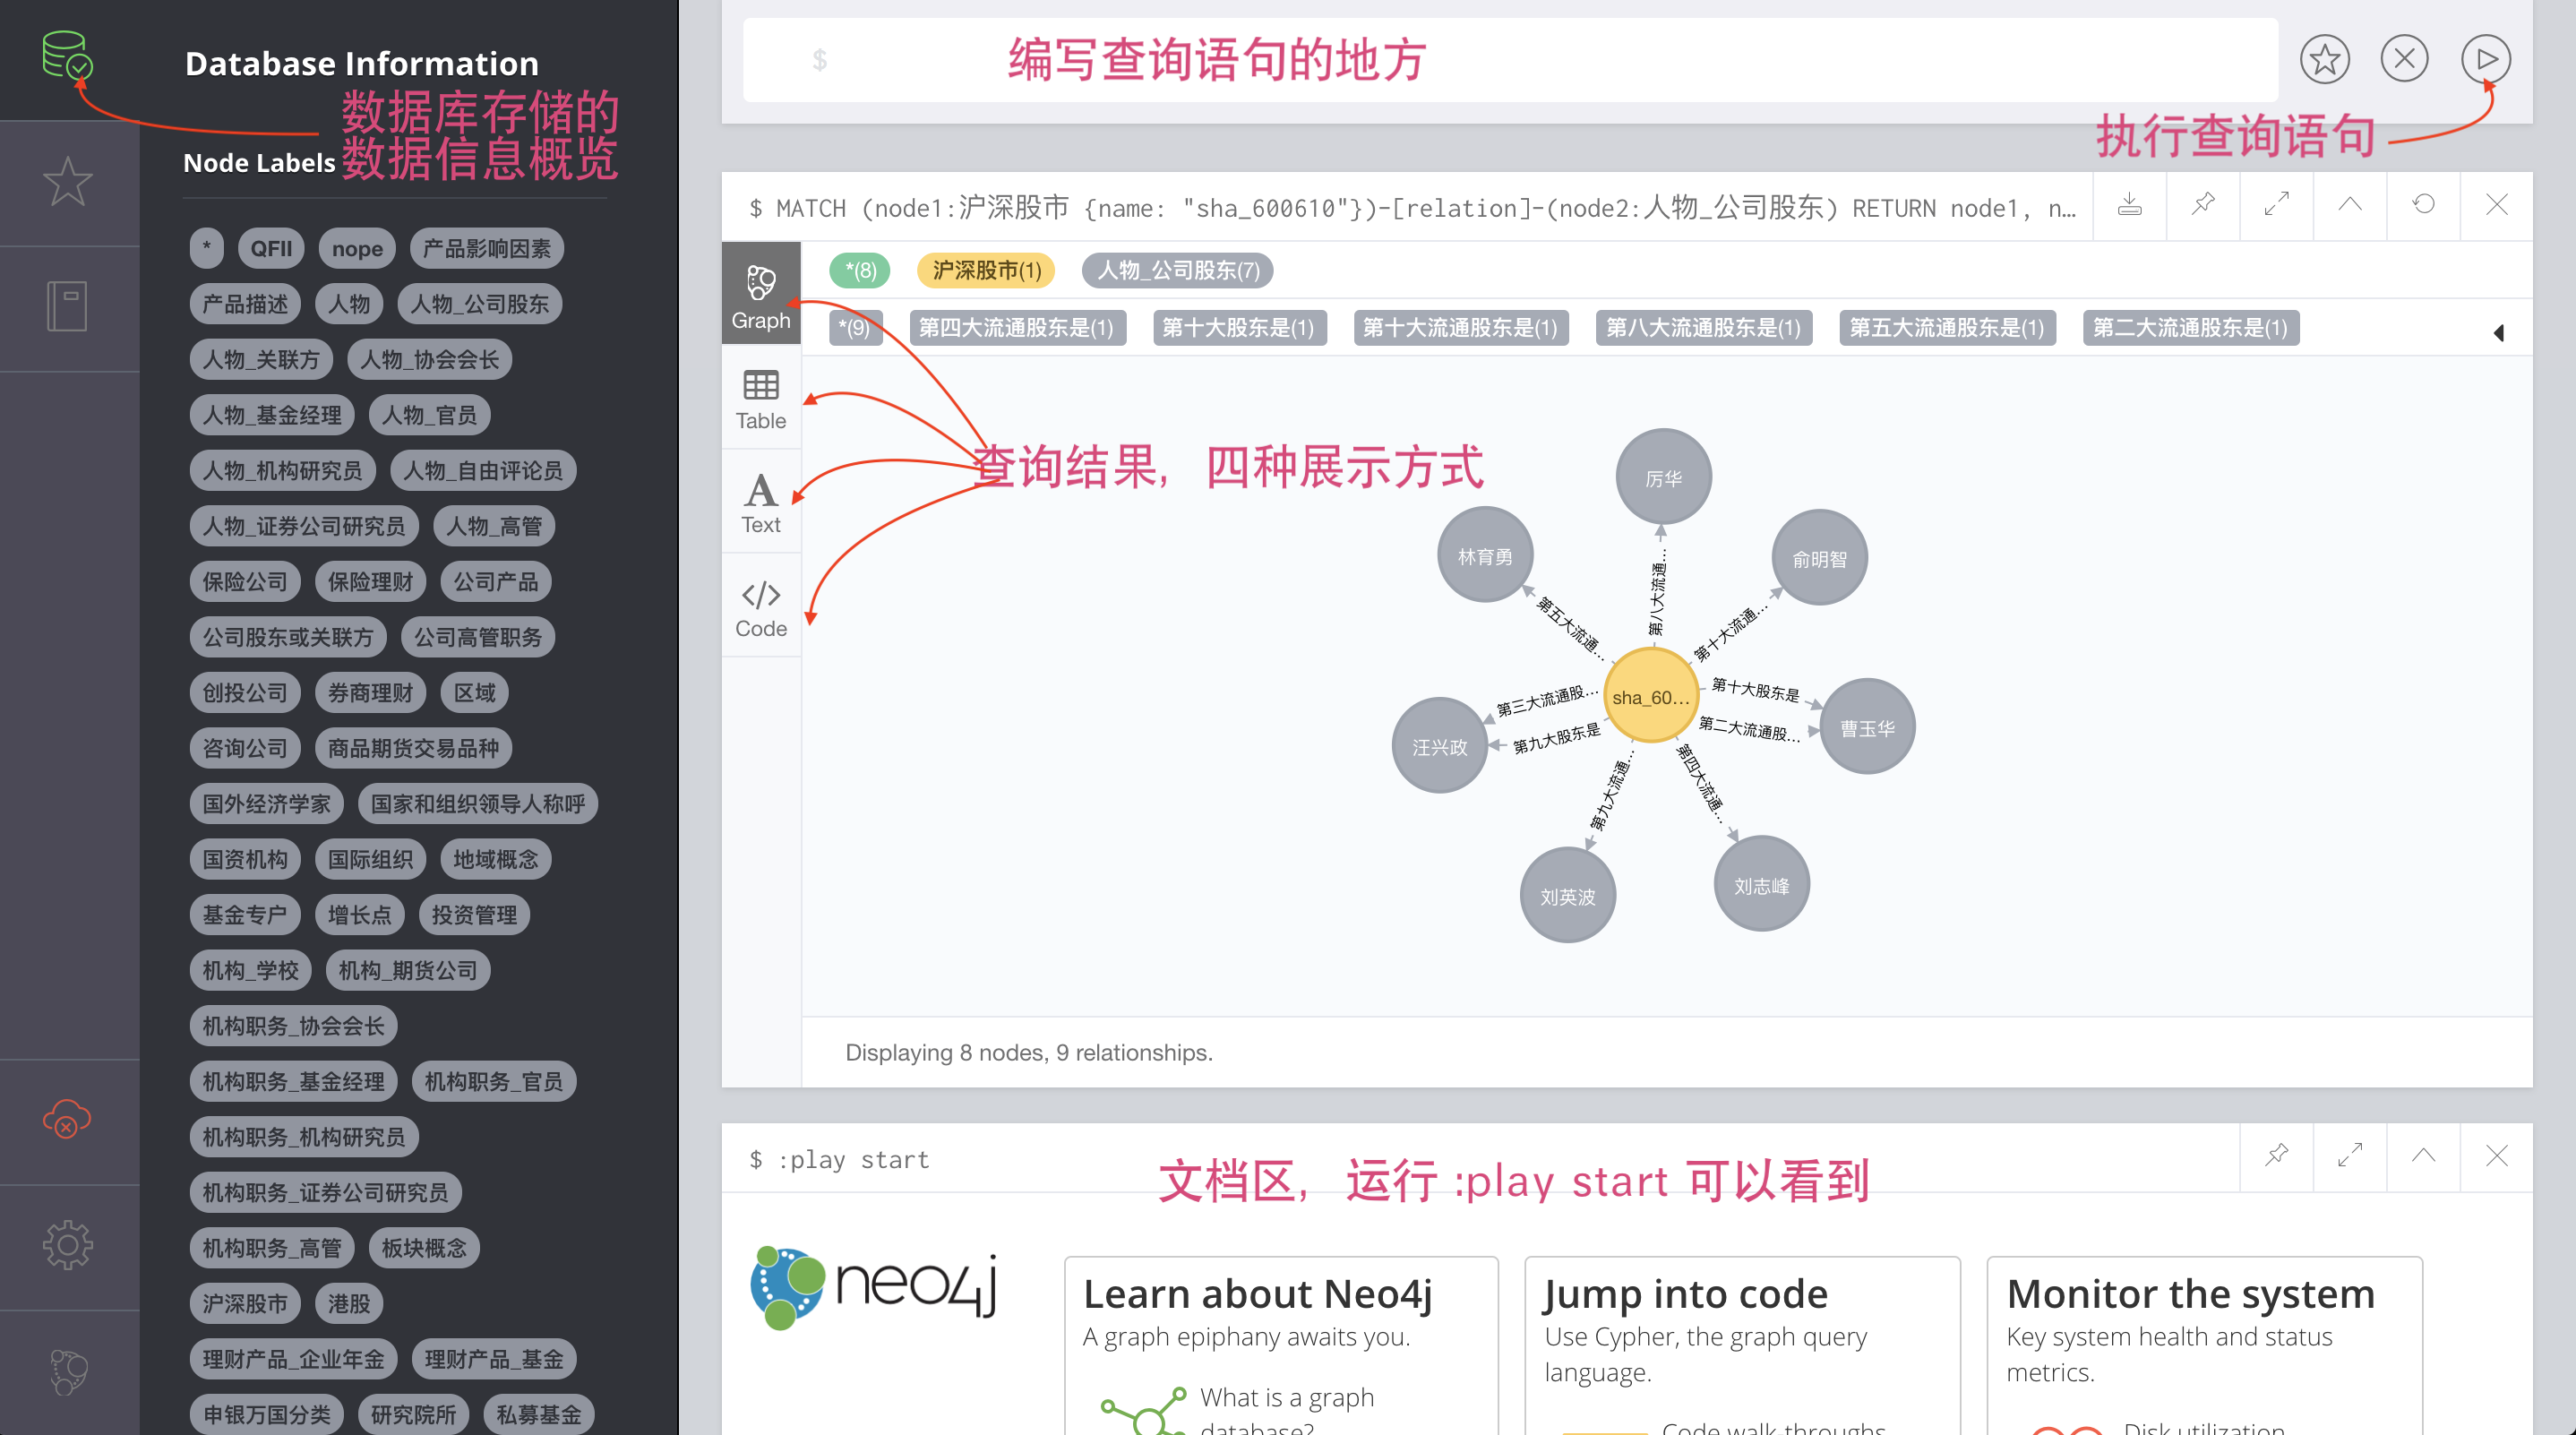 Database Information
数据库存储的
数据信息概览
Node Labels
* QFII nope 产品影响因素
产品描述 人物 人物_公司股东
人物_关联方 人物_协会会长
人物_基金经理 人物_官员
人物_机构研究员 人物_自由评论员
人物_证券公司研究员 人物_高管
保险公司 保险理财 公司产品
公司股东或关联方 公司高管职务
创投公司 券商理财 区域
咨询公司 商品期货交易品种
国外经济学家 国家和组织领导人称呼
国资机构 国际组织 地域概念
基金专户 增长点 投资管理
机构_学校 机构_期货公司
机构职务_协会会长
机构职务_基金经理 机构职务_官员
机构职务_机构研究员
机构职务_证券公司研究员
机构职务_高管 板块概念
沪深股市 港股
理财产品_企业年金 理财产品_基金
申银万国分类 研究院所 私募基金
$ 编写查询语句的地方
执行查询语句
$ MATCH (node1:沪深股市 {name: "sha_600610"})-[relation]-(node2:人物_公司股东) RETURN node1, n…
*(8) 沪深股市(1) 人物_公司股东(7)
*(9) 第四大流通股东是(1) 第十大股东是(1) 第十大流通股东是(1) 第八大流通股东是(1) 第五大流通股东是(1) 第二大流通股东是(1)
Graph
Table
Text
Code
查询结果，四种展示方式
厉华
林育勇
俞明智
第八大流通…
第五大流通…
第十大流通…
sha_60…
第三大流通股…
第十大股东是
汪兴政
第九大股东是
第二大流通股…
曹玉华
第九大流通…
第四大流通…
刘英波
刘志峰
Displaying 8 nodes, 9 relationships.
$ :play start
文档区，运行 :play start 可以看到
neo4j
Learn about Neo4j
A graph epiphany awaits you.
What is a graph
database?
Jump into code
Use Cypher, the graph query
language.
Code walk-throughs
Monitor the system
Key system health and status
metrics.
Disk utilization